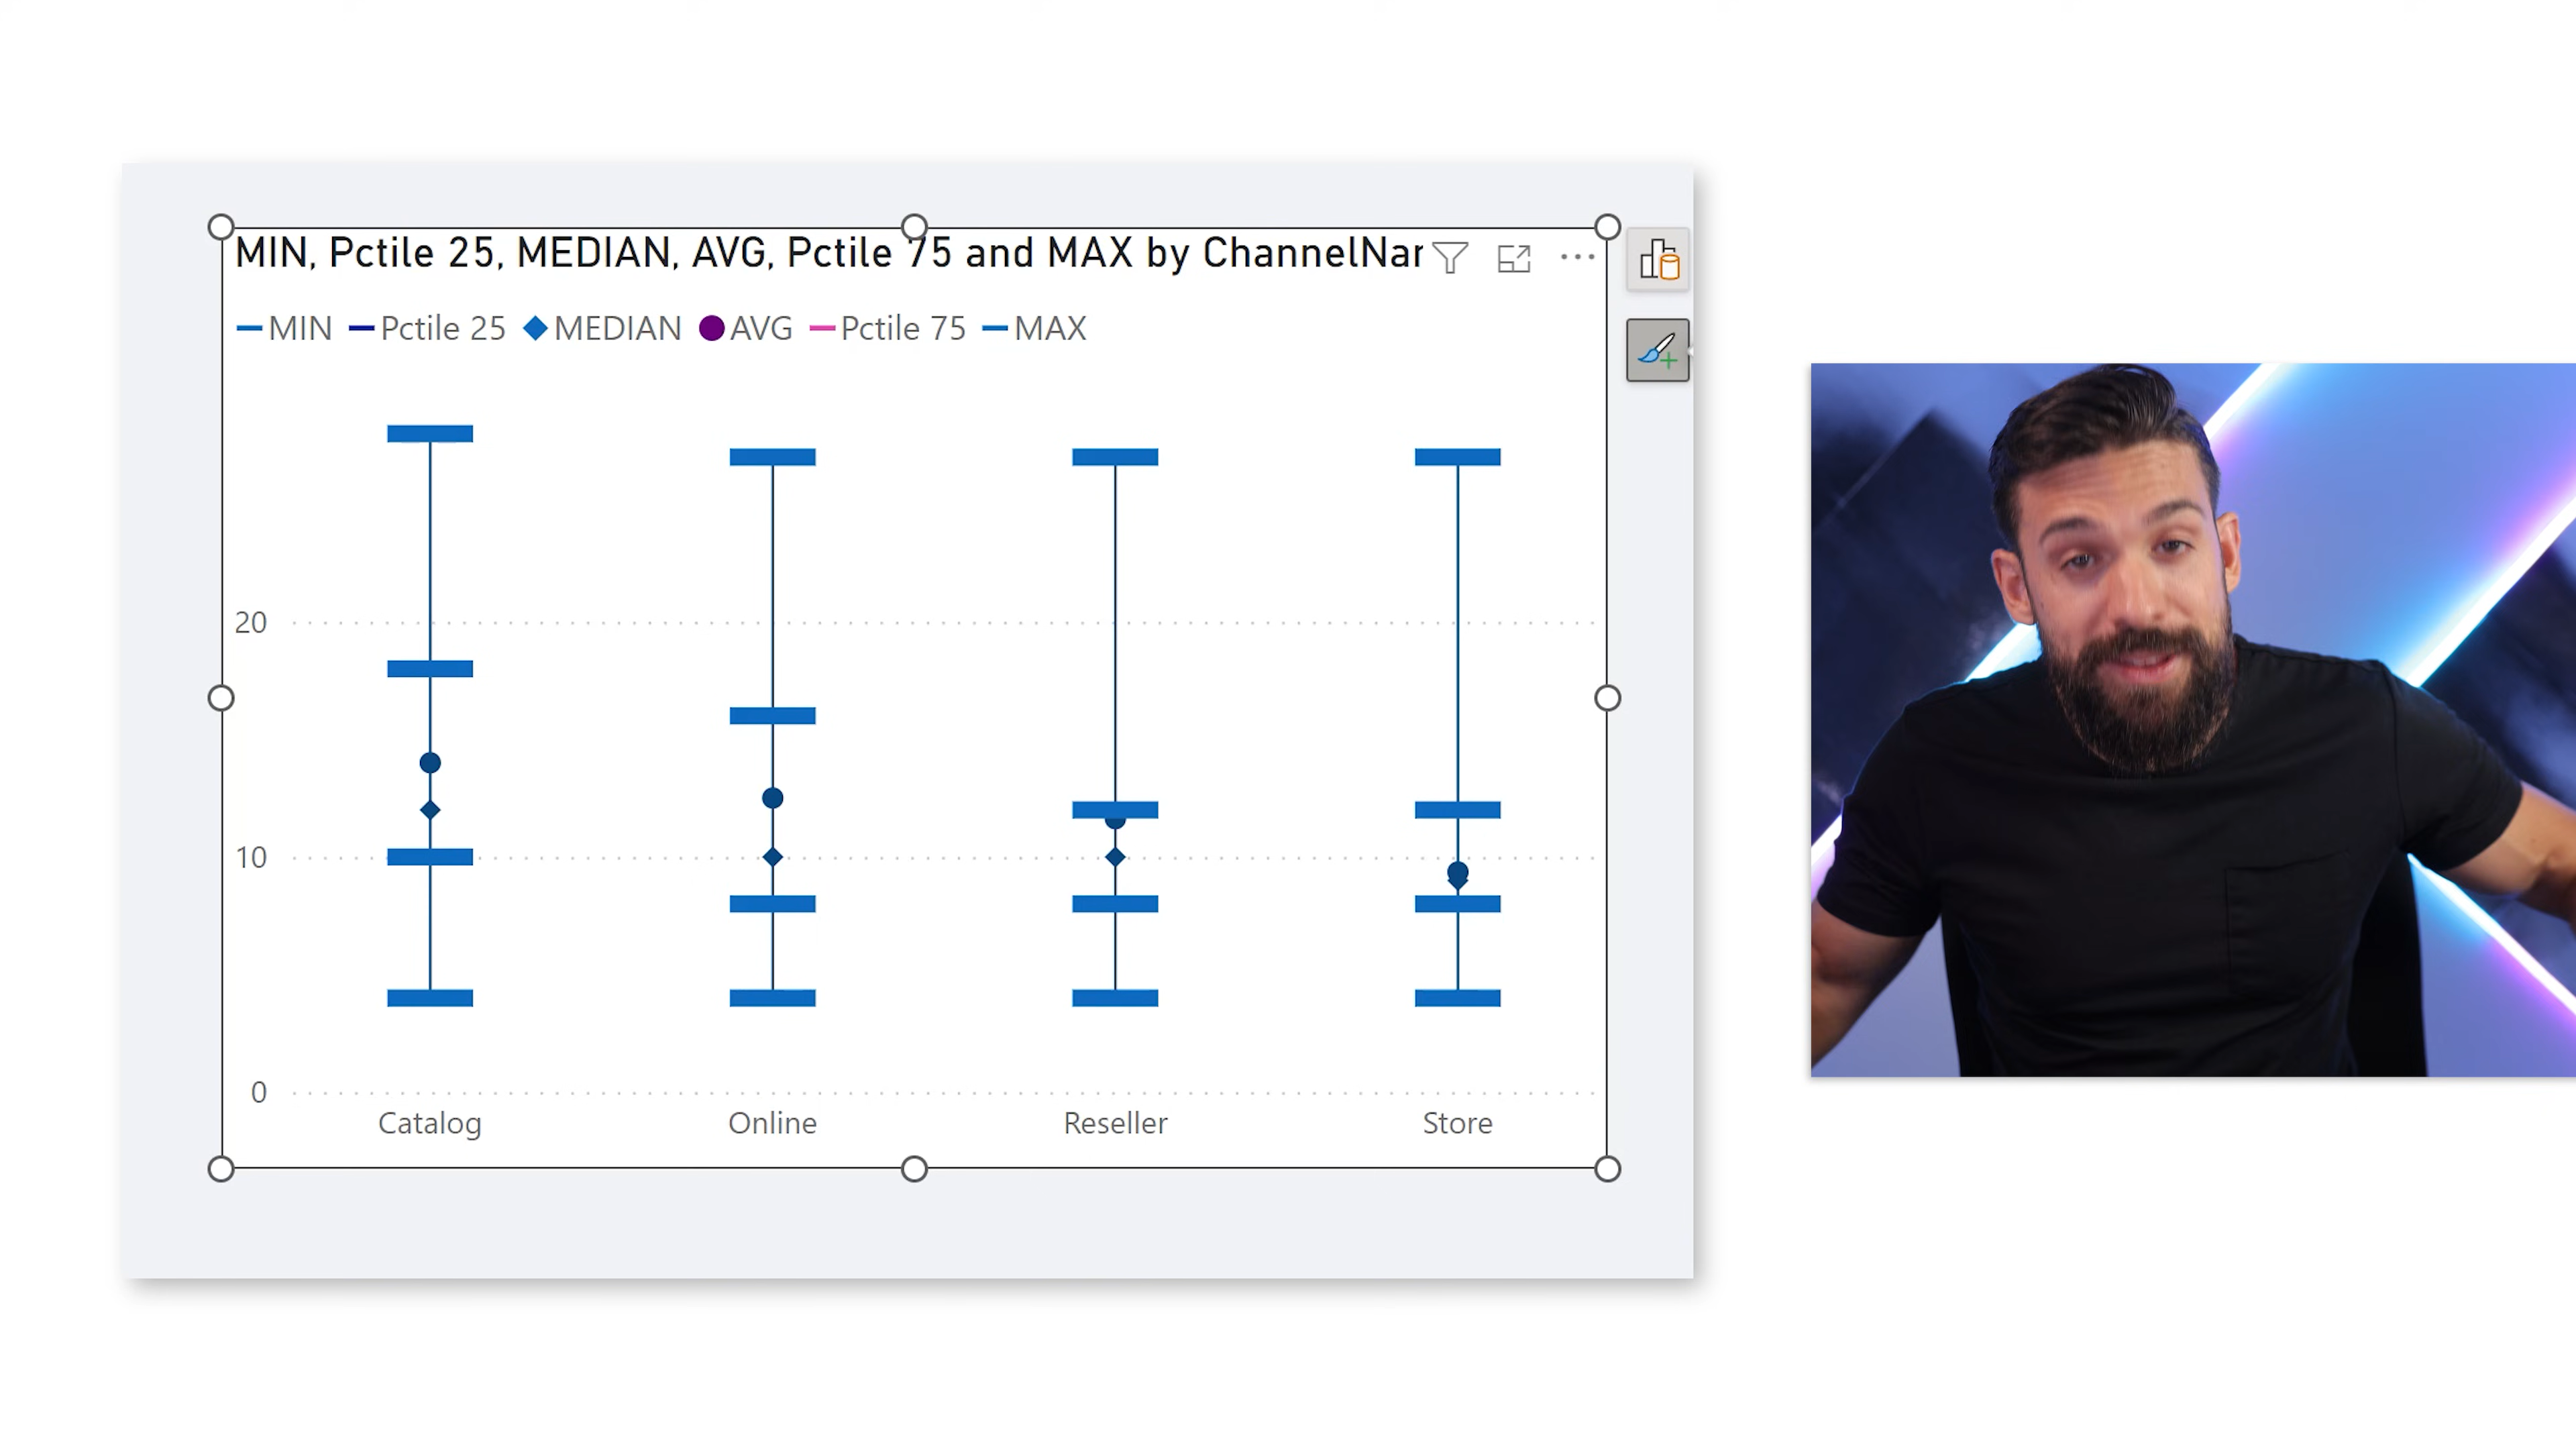 MIN, Pctile 25, MEDIAN, AVG, Pctile 75 and MAX by ChannelNar
MIN Pctile 25 MEDIAN AVG Pctile 75 MAX
20
10
0
Catalog Online Reseller Store